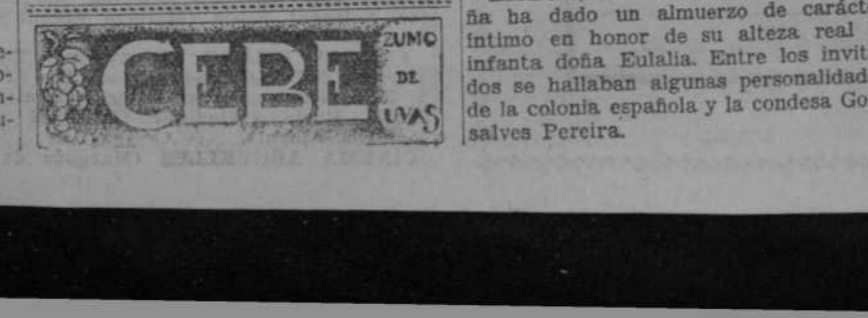 CEBE
ZUMO
DE
UVAS
ña ha dado un almuerzo de caráct
íntimo en honor de su alteza real
infanta doña Eulalia. Entre los invit
dos se hallaban algunas personalidad
de la colonia española y la condesa Go
salves Pereira.